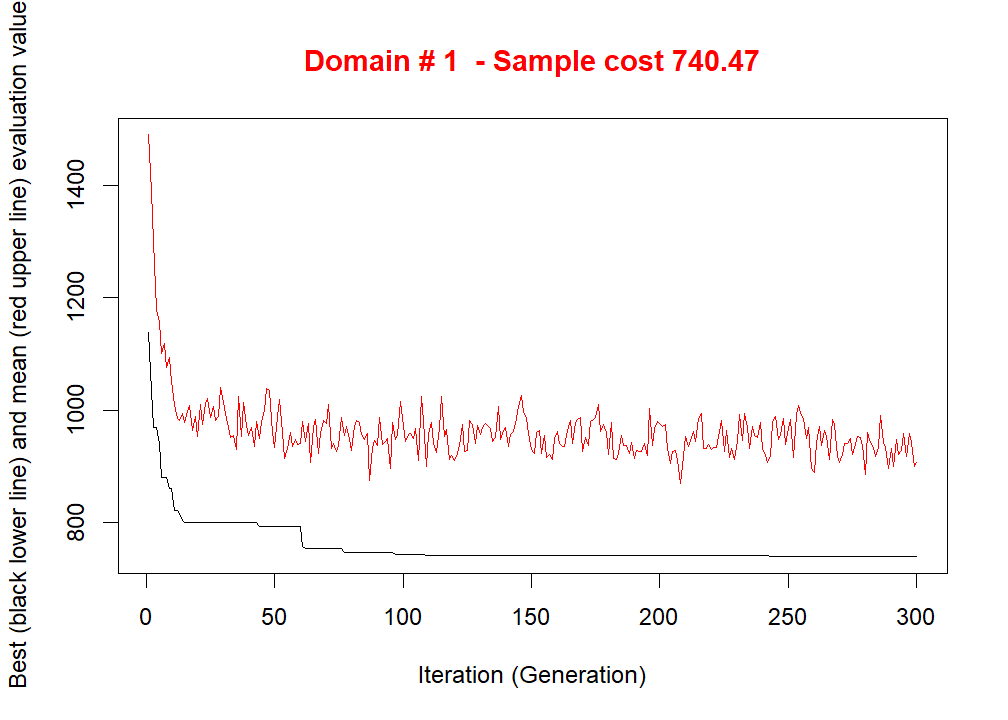 Domain # 1  - Sample cost 740.47
Best (black lower line) and mean (red upper line) evaluation value
1400
1200
1000
800
0 50 100 150 200 250 300
Iteration (Generation)